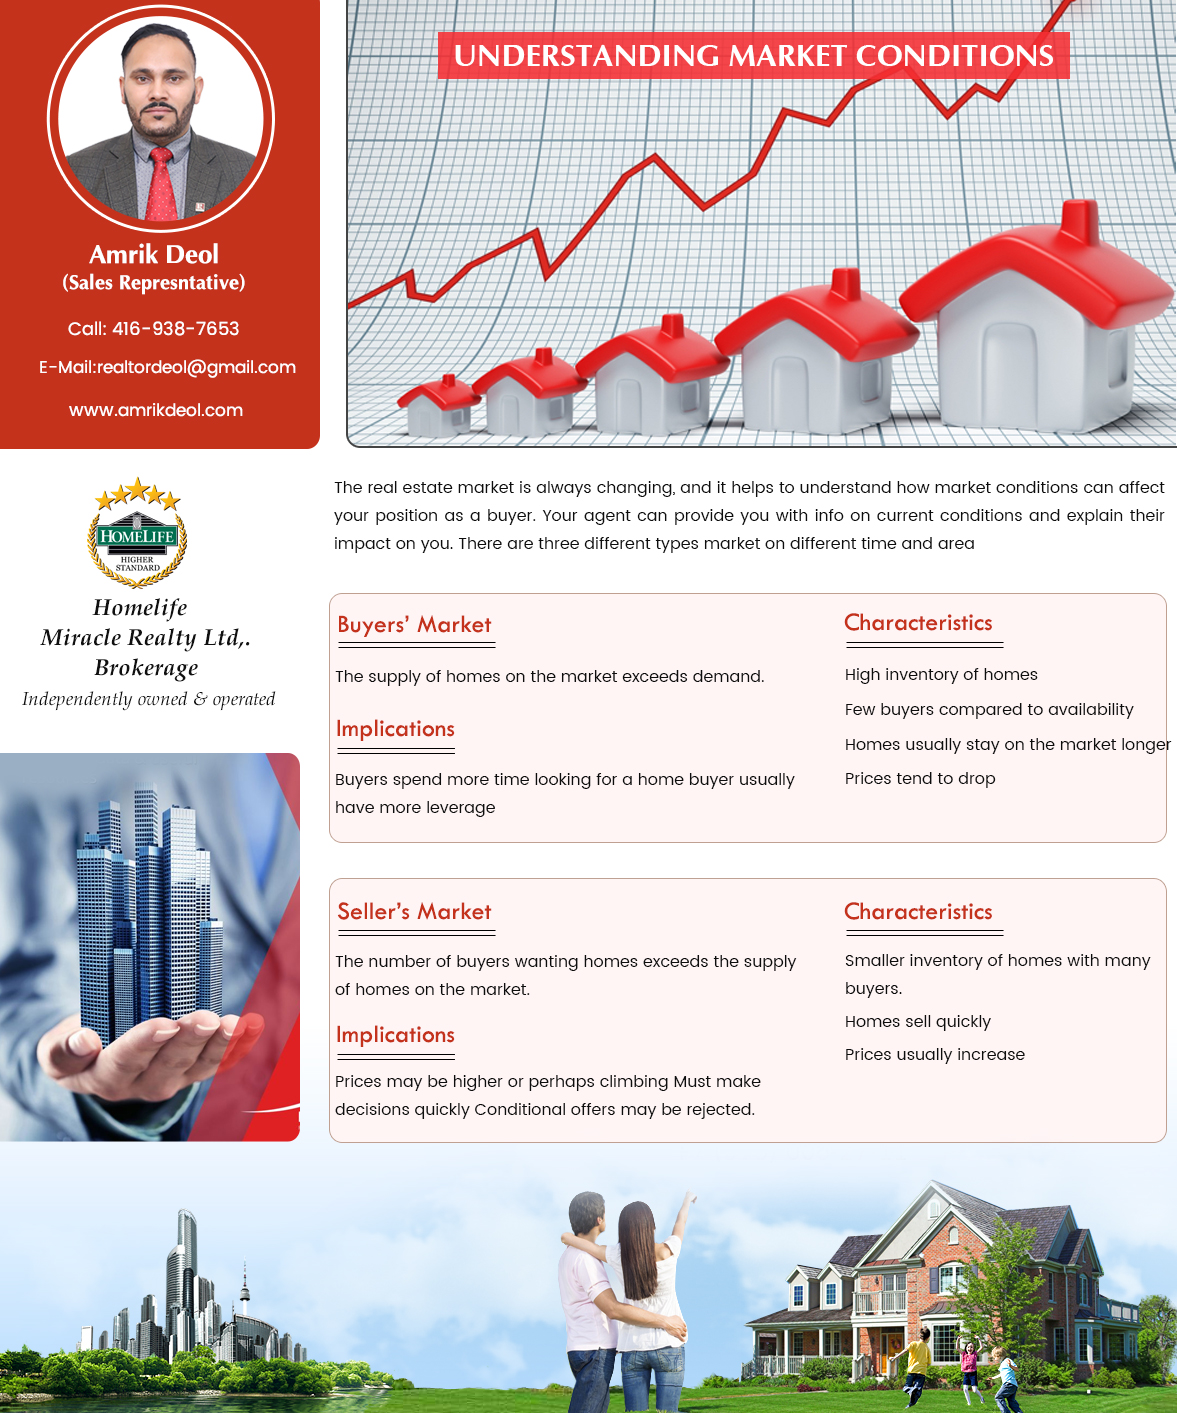 Amrik Deol
(Sales Represntative)
Call: 416-938-7653
E-Mail:realtordeol@gmail.com
www.amrikdeol.com
UNDERSTANDING MARKET CONDITIONS
HOMELIFE
HIGHER
STANDARD
Homelife
Miracle Realty Ltd,.
Brokerage
Independently owned & operated
The real estate market is always changing, and it helps to understand how market conditions can affect
your position as a buyer. Your agent can provide you with info on current conditions and explain their
impact on you. There are three different types market on different time and area
Buyers’ Market
The supply of homes on the market exceeds demand.
Implications
Buyers spend more time looking for a home buyer usually
have more leverage
Characteristics
High inventory of homes
Few buyers compared to availability
Homes usually stay on the market longer
Prices tend to drop
Seller’s Market
The number of buyers wanting homes exceeds the supply
of homes on the market.
Implications
Prices may be higher or perhaps climbing Must make
decisions quickly Conditional offers may be rejected.
Characteristics
Smaller inventory of homes with many
buyers.
Homes sell quickly
Prices usually increase